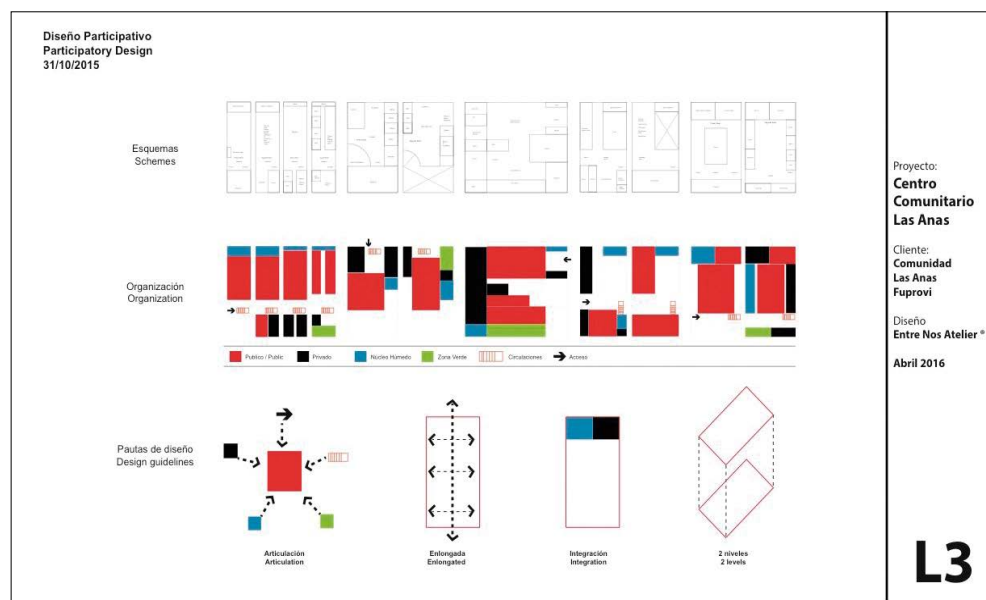 Diseño Participativo
Participatory Design
31/10/2015
Esquemas
Schemes
Organización
Organization
Publico / Public
Privado
Núcleo Húmedo
Zona Verde
Circulaciones
Acceso
Pautas de diseño
Design guidelines
Articulación
Articulation
Enlongada
Enlongated
Integración
Integration
2 niveles
2 levels
Proyecto:
Centro
Comunitario
Las Anas
Cliente:
Comunidad
Las Anas
Fuprovi
Diseño
Entre Nos Atelier ®
Abril 2016
L3